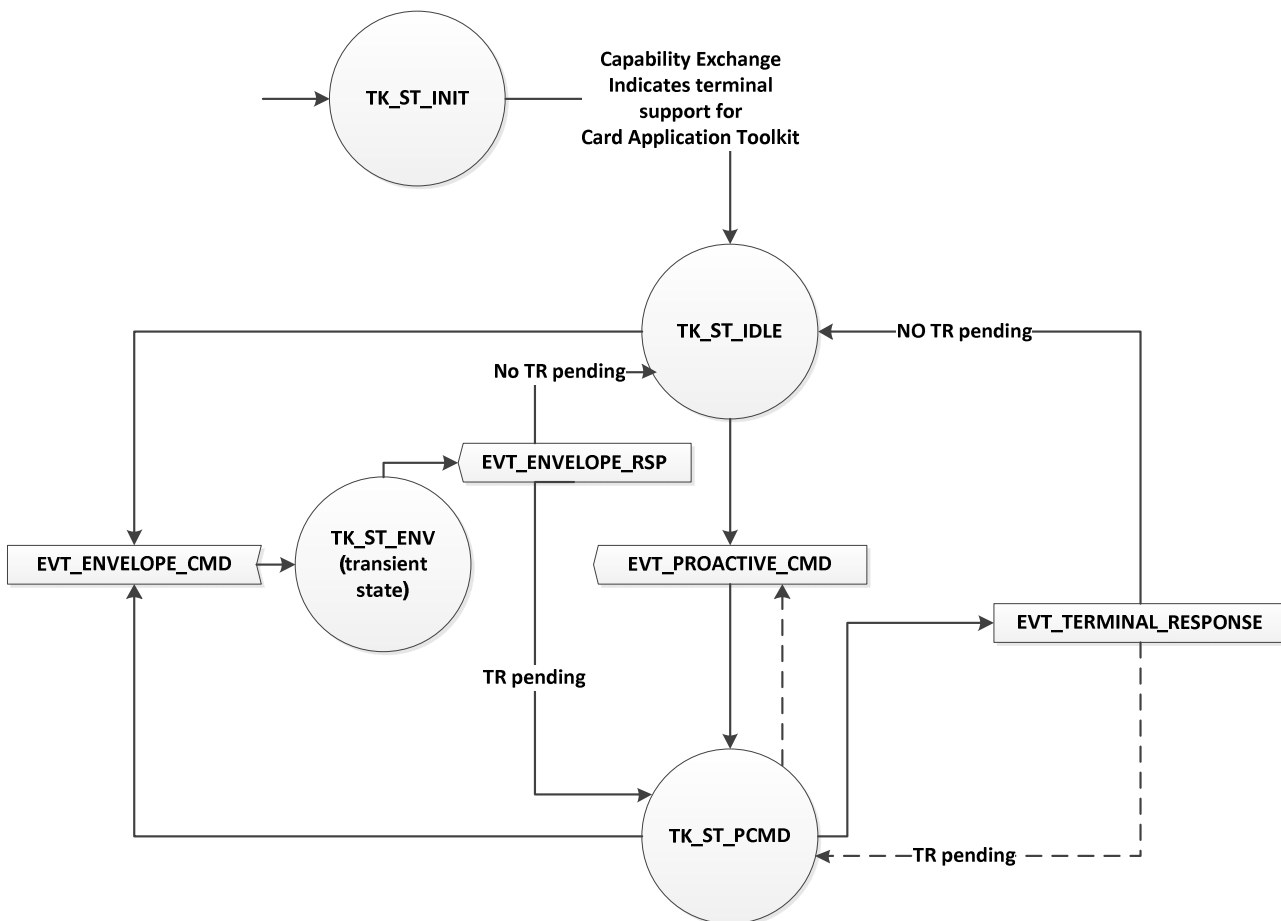 TK_ST_INIT
Capability Exchange
Indicates terminal
support for
Card Application Toolkit
TK_ST_IDLE
NO TR pending
No TR pending
EVT_ENVELOPE_RSP
TK_ST_ENV
(transient
state)
EVT_ENVELOPE_CMD
EVT_PROACTIVE_CMD
EVT_TERMINAL_RESPONSE
TR pending
TK_ST_PCMD
TR pending